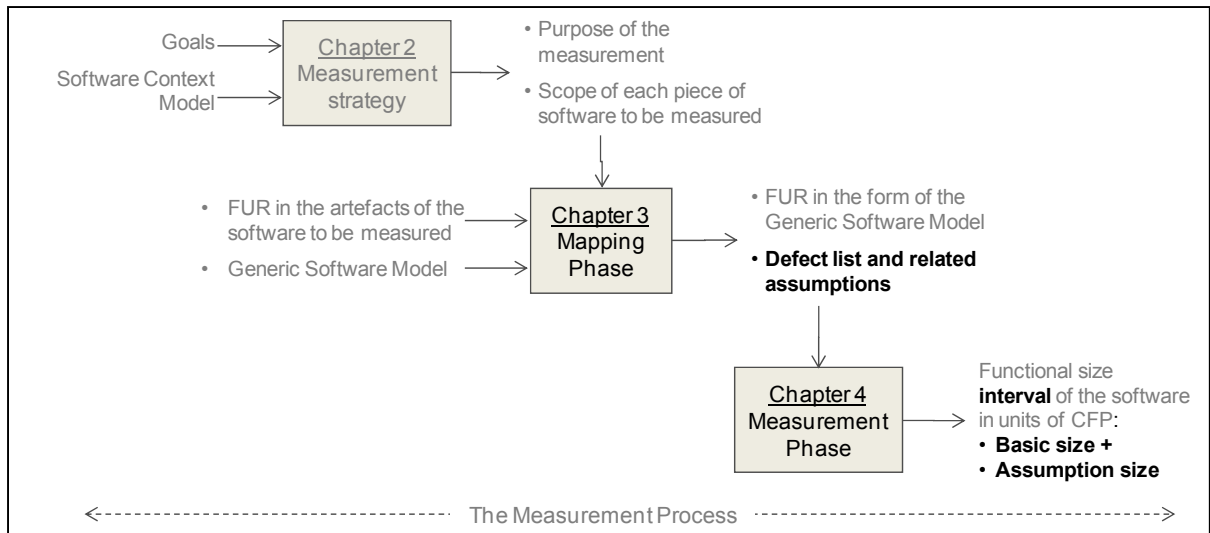 Goals
Software Context
Model
Chapter 2
Measurement
strategy
• Purpose of the
measurement
• Scope of each piece of
software to be measured
• FUR in the artefacts of the
software to be measured
• Generic Software Model
Chapter 3
Mapping
Phase
• FUR in the form of the
Generic Software Model
• Defect list and related
assumptions
Chapter 4
Measurement
Phase
Functional size
interval of the software
in units of CFP:
• Basic size +
• Assumption size
The Measurement Process